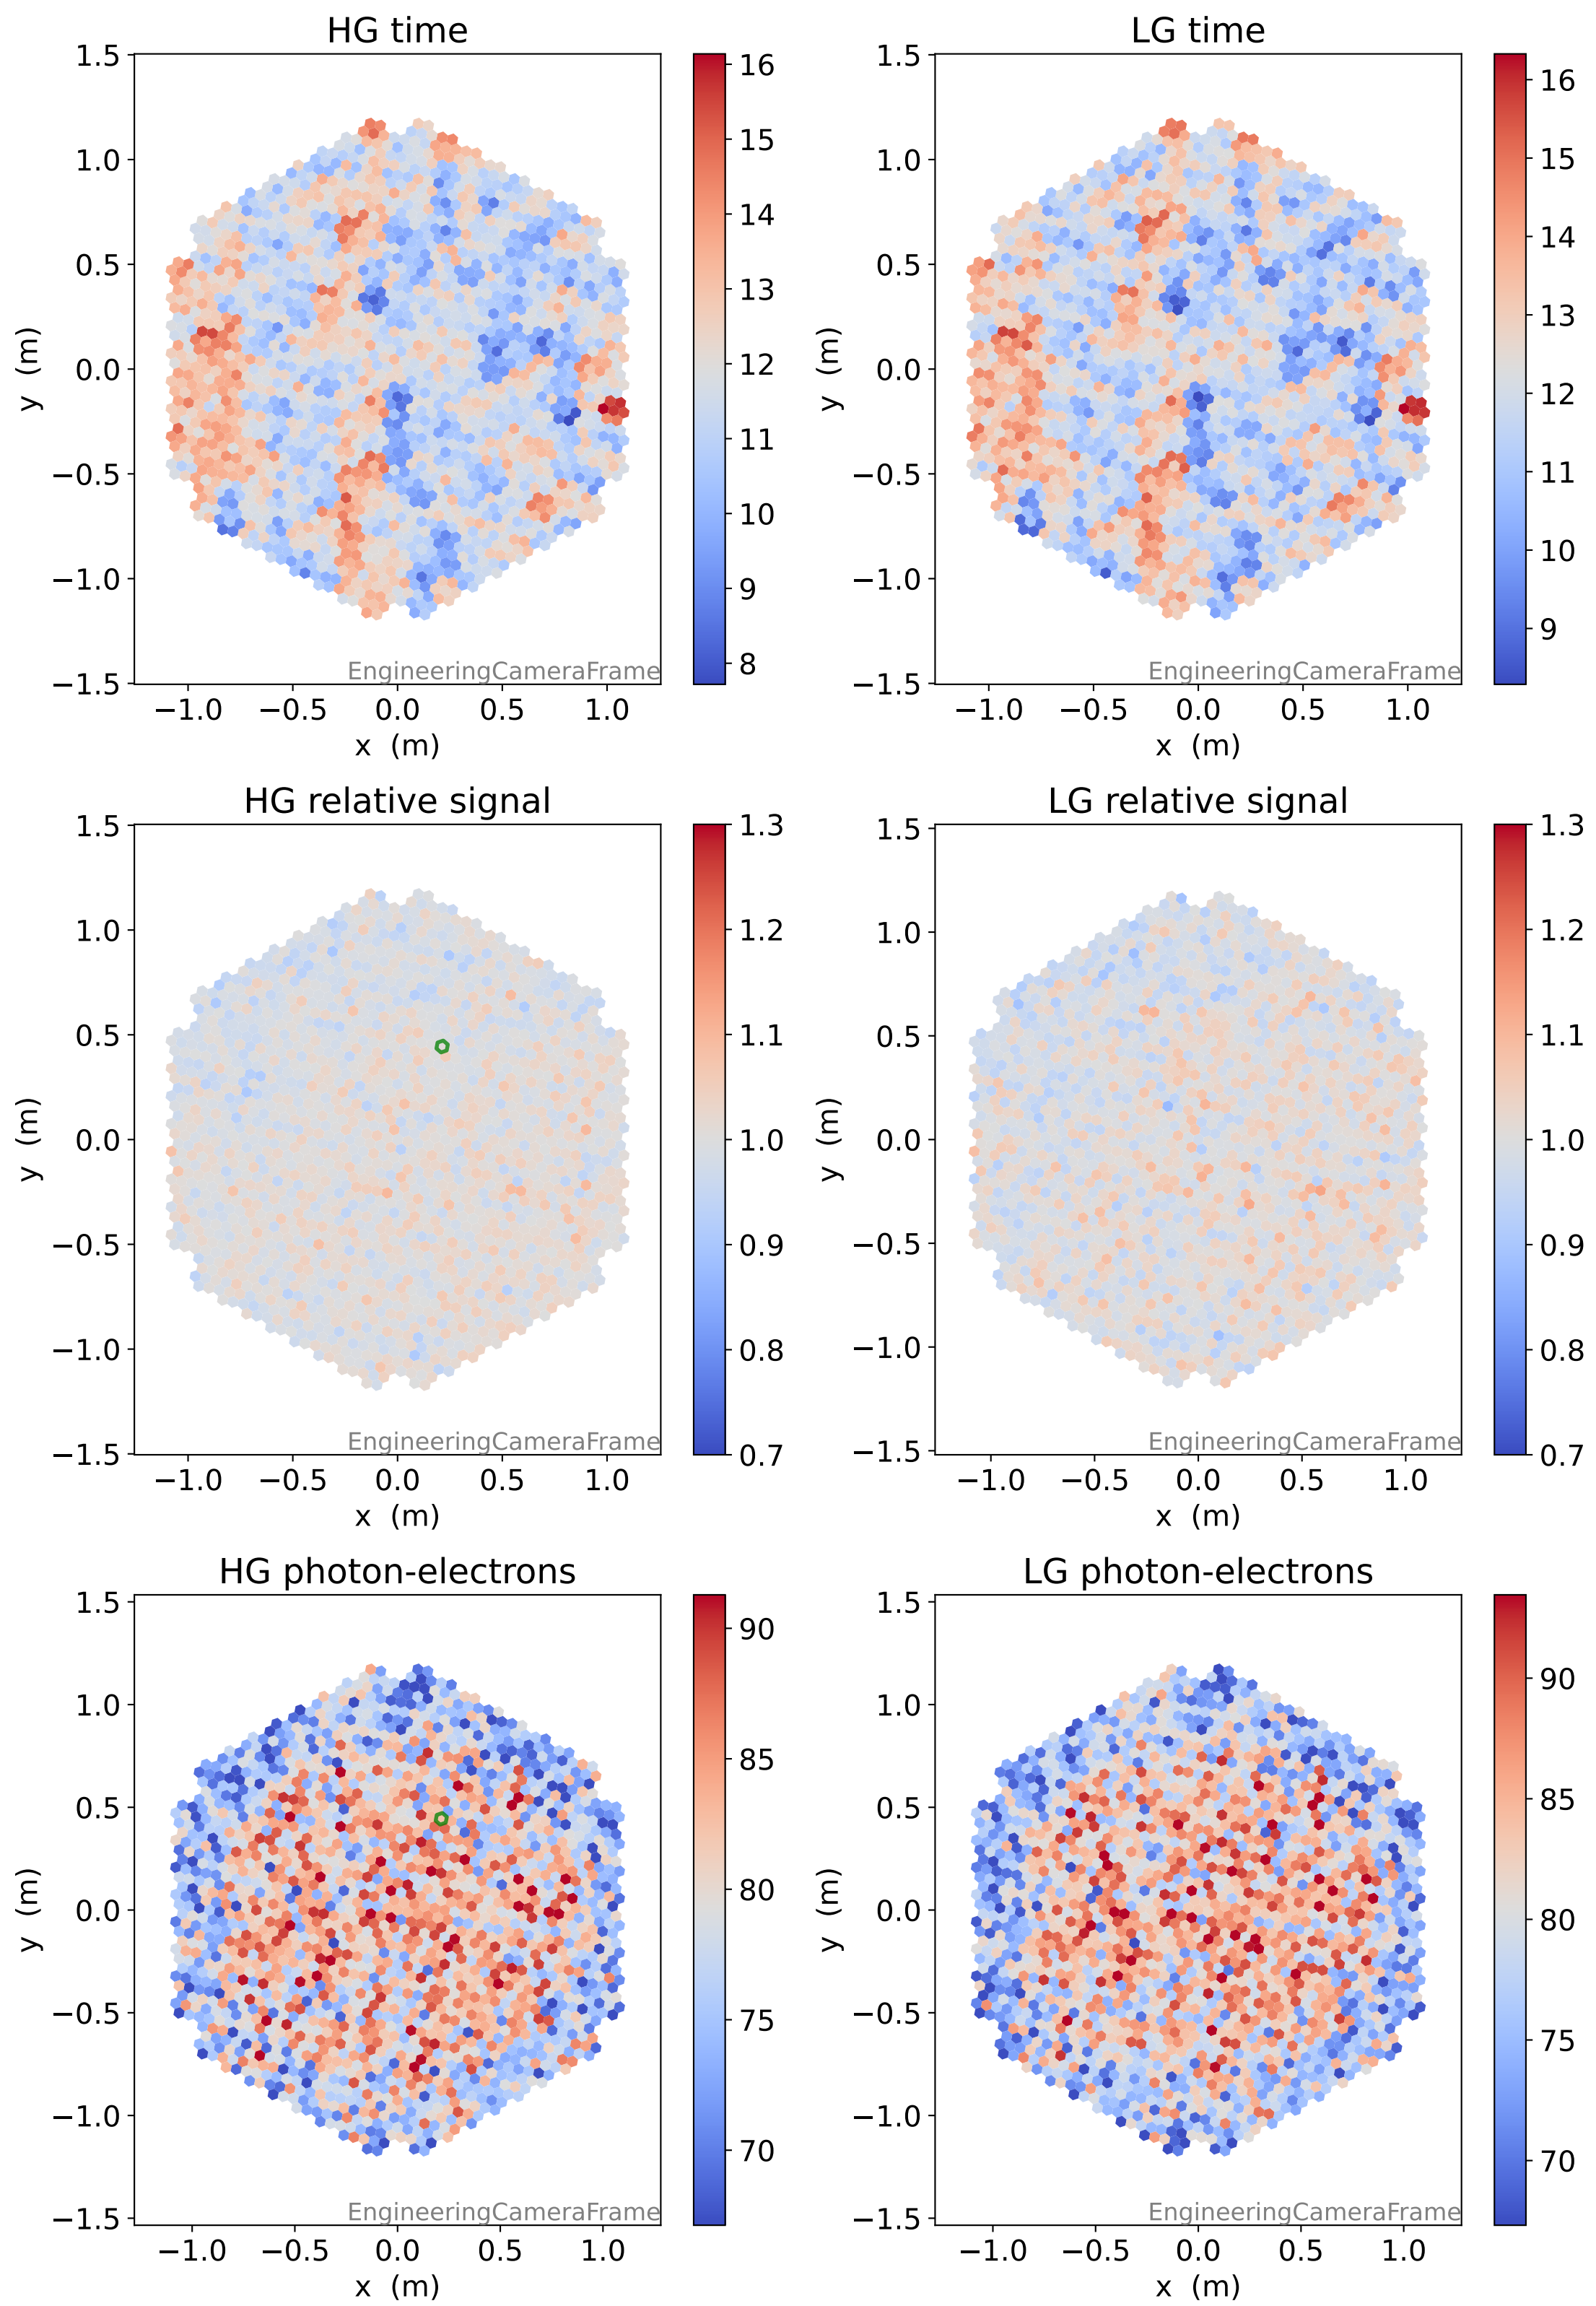 HG time
1.5
1.0
0.5
0.0
−0.5
−1.0
−1.5
y (m)
−1.0 −0.5 0.0 0.5 1.0
x (m)
EngineeringCameraFrame
16
15
14
13
12
11
10
9
8
LG time
1.5
1.0
0.5
0.0
−0.5
−1.0
−1.5
y (m)
−1.0 −0.5 0.0 0.5 1.0
x (m)
EngineeringCameraFrame
16
15
14
13
12
11
10
9
HG relative signal
1.5
1.0
0.5
0.0
−0.5
−1.0
−1.5
y (m)
−1.0 −0.5 0.0 0.5 1.0
x (m)
EngineeringCameraFrame
1.3
1.2
1.1
1.0
0.9
0.8
0.7
LG relative signal
1.5
1.0
0.5
0.0
−0.5
−1.0
−1.5
y (m)
−1.0 −0.5 0.0 0.5 1.0
x (m)
EngineeringCameraFrame
1.3
1.2
1.1
1.0
0.9
0.8
0.7
HG photon-electrons
1.5
1.0
0.5
0.0
−0.5
−1.0
−1.5
y (m)
−1.0 −0.5 0.0 0.5 1.0
x (m)
EngineeringCameraFrame
90
85
80
75
70
LG photon-electrons
1.5
1.0
0.5
0.0
−0.5
−1.0
−1.5
y (m)
−1.0 −0.5 0.0 0.5 1.0
x (m)
EngineeringCameraFrame
90
85
80
75
70